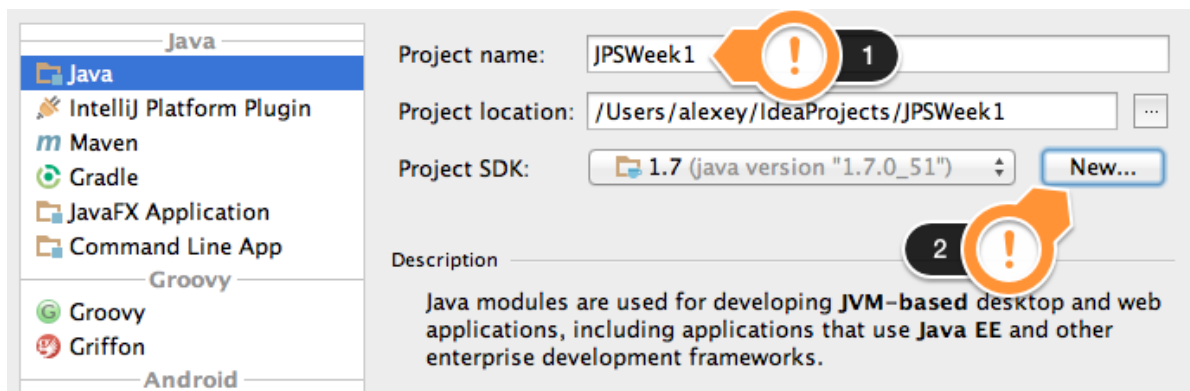 Java
Java
IntelliJ Platform Plugin
m Maven
Gradle
JavaFX Application
Command Line App
Groovy
G Groovy
Griffon
Android
Project name: JPSWeek1 ! 1
Project location: /Users/alexey/IdeaProjects/JPSWeek1 ...
Project SDK: 1.7 (java version "1.7.0_51") New...
2 !
Description
Java modules are used for developing JVM-based desktop and web
applications, including applications that use Java EE and other
enterprise development frameworks.